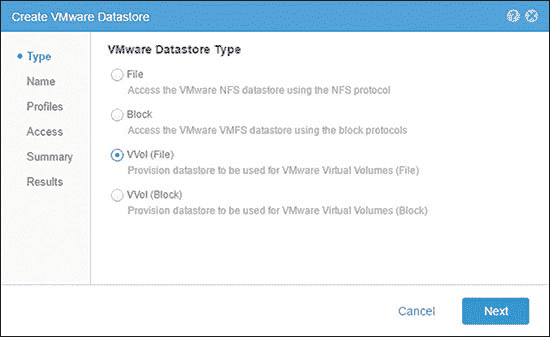 Create VMware Datastore
Type
Name
Profiles
Access
Summary
Results
VMware Datastore Type
File
Access the VMware NFS datastore using the NFS protocol
Block
Access the VMware VMFS datastore using the block protocols
VVol (File)
Provision datastore to be used for VMware Virtual Volumes (File)
VVol (Block)
Provision datastore to be used for VMware Virtual Volumes (Block)
Cancel
Next